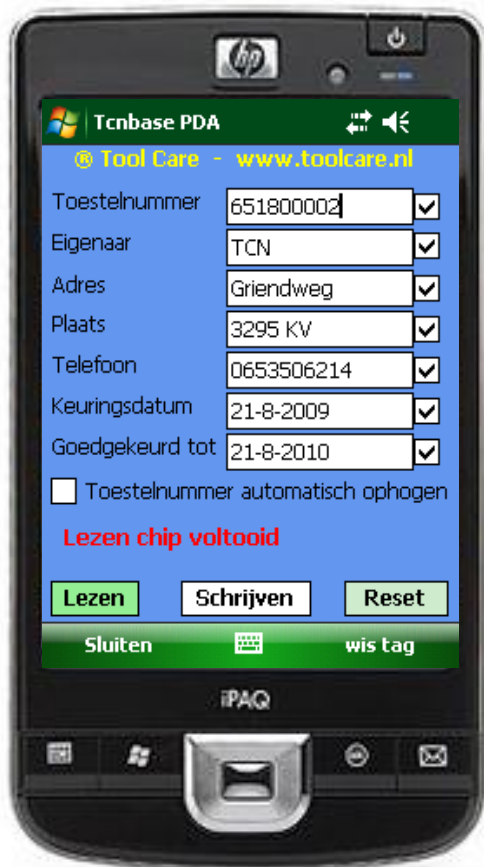 hp
Tcnbase PDA
® Tool Care - www.toolcare.nl
Toestelnummer 651800002
Eigenaar TCN
Adres Griendweg
Plaats 3295 KV
Telefoon 0653506214
Keuringsdatum 21-8-2009
Goedgekeurd tot 21-8-2010
Toestelnummer automatisch ophogen
Lezen chip voltooid
Lezen Schrijven Reset
Sluiten wis tag
iPAQ